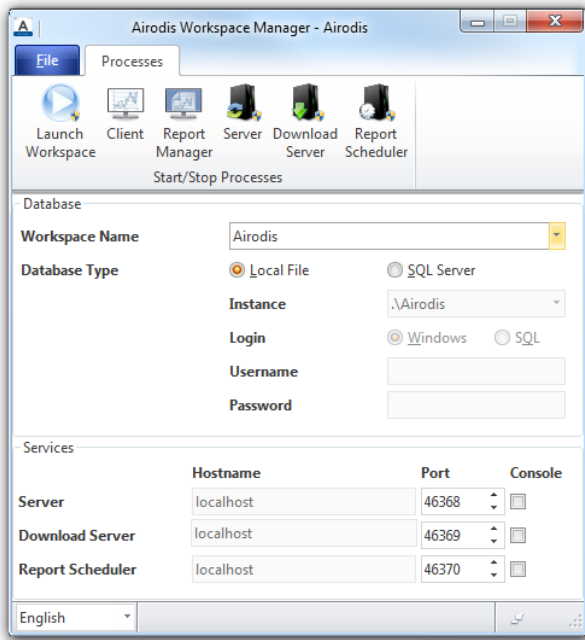 A
Airodis Workspace Manager - Airodis
File Processes
Launch Workspace
Client
Report Manager
Server
Download Server
Report Scheduler
Start/Stop Processes
Database
Workspace Name Airodis
Database Type Local File SQL Server
Instance .\Airodis
Login Windows SQL
Username
Password
Services
Hostname Port Console
Server localhost 46368
Download Server localhost 46369
Report Scheduler localhost 46370
English